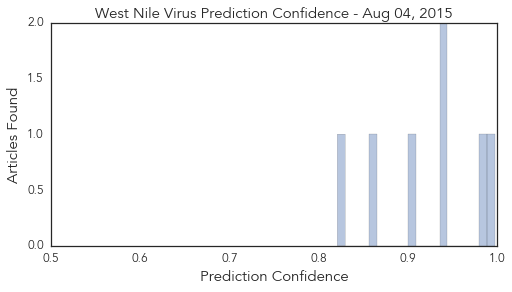 West Nile Virus Prediction Confidence - Aug 04, 2015
2.0
1.5
1.0
0.5
0.0
Articles Found
0.5 0.6 0.7 0.8 0.9 1.0
Prediction Confidence